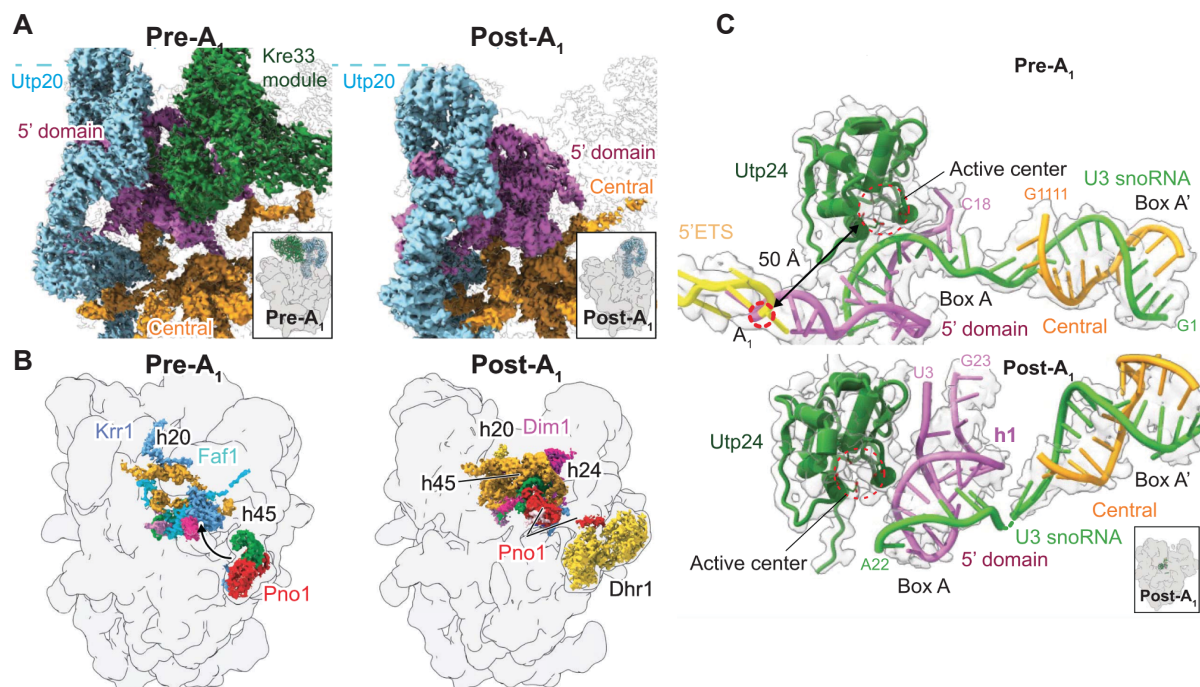 A
Pre-A1
Post-A1
Utp20
Kre33
module
5’ domain
Central
Pre-A1
Utp20
5’ domain
Central
Post-A1
B
Pre-A1
Post-A1
Krr1
h20
Faf1
h45
Pno1
h20
Dim1
h45
h24
Pno1
Dhr1
C
Pre-A1
Utp24
Active center
C18
G1111
U3 snoRNA
Box A’
5’ETS
50 Å
A1
Box A
5’ domain
Central
G1
Post-A1
U3
G23
Utp24
h1
Box A’
Central
Active center
A22
U3 snoRNA
5’ domain
Box A
Post-A1